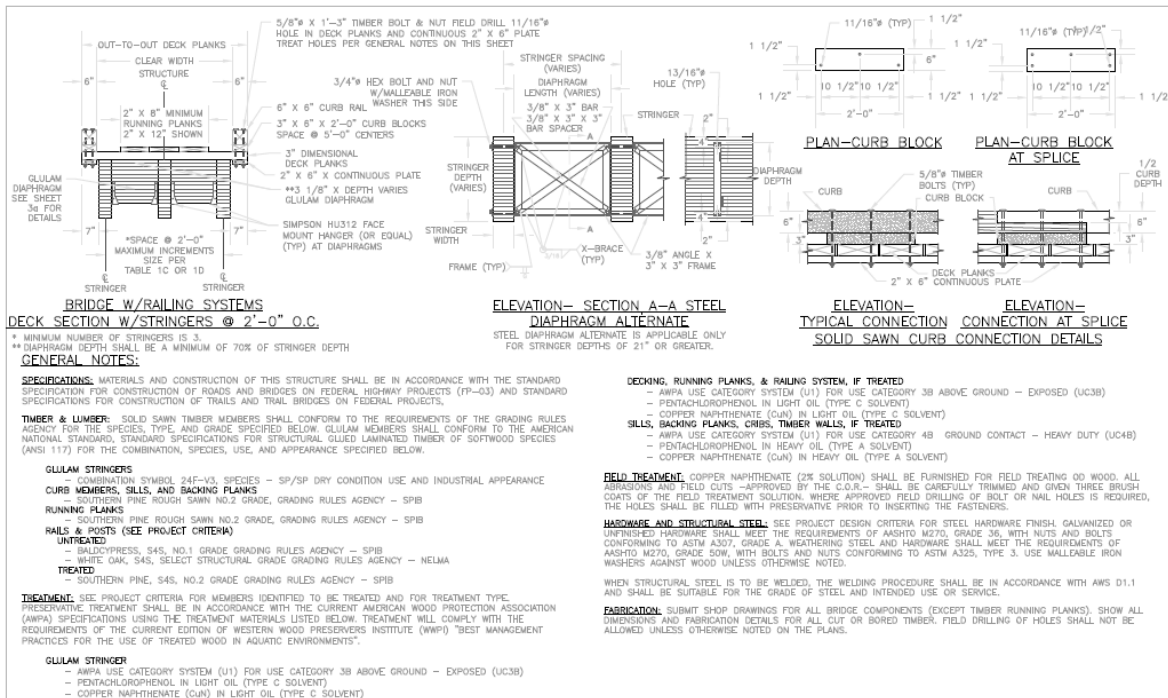 5/8"ø X 1'-3" TIMBER BOLT & NUT FIELD DRILL 11/16"ø
HOLE IN DECK PLANKS AND CONTINUOUS 2" X 6" PLATE
TREAT HOLES PER GENERAL NOTES ON THIS SHEET
OUT-TO-OUT DECK PLANKS
CLEAR WIDTH
STRUCTURE
℄
6"
6"
2" X 8" MINIMUM
RUNNING PLANKS
2" X 12" SHOWN
3/4"ø HEX BOLT AND NUT
W/MALLEABLE IRON
WASHER THIS SIDE
6" X 6" CURB RAIL
3" X 6" X 2'-0" CURB BLOCKS
SPACE @ 5'-0" CENTERS
3" DIMENSIONAL
DECK PLANKS
2" X 6" X CONTINUOUS PLATE
**3 1/8" X DEPTH VARIES
GLULAM DIAPHRAGM
SIMPSON HU312 FACE
MOUNT HANGER (OR EQUAL)
(TYP) AT DIAPHRAGMS
GLULAM
DIAPHRAGM
SEE SHEET
3a FOR
DETAILS
7"
7"
*SPACE @ 2'-0"
MAXIMUM INCREMENTS
SIZE PER
TABLE 1C OR 1D
℄
STRINGER
℄
STRINGER
BRIDGE W/RAILING SYSTEMS
DECK SECTION W/STRINGERS @ 2'-0" O.C.
* MINIMUM NUMBER OF STRINGERS IS 3.
** DIAPHRAGM DEPTH SHALL BE A MINIMUM OF 70% OF STRINGER DEPTH
STRINGER SPACING
(VARIES)
DIAPHRAGM
LENGTH (VARIES)
3/8" X 3" BAR
3/8" X 3" X 3"
BAR SPACER
13/16"ø
HOLE (TYP)
STRINGER
A
A
2"
4"
STRINGER
DEPTH
(VARIES)
DIAPHRAGM
DEPTH
4"
2"
STRINGER
WIDTH
FRAME (TYP)
3/16
X-BRACE
(TYP)
3/8" ANGLE X
3" X 3" FRAME
ELEVATION- SECTION A-A STEEL
DIAPHRAGM ALTERNATE
STEEL DIAPHRAGM ALTERNATE IS APPLICABLE ONLY
FOR STRINGER DEPTHS OF 21" OR GREATER.
11/16"ø (TYP)
1 1/2"
1 1/2"
6"
10 1/2"
10 1/2"
1 1/2"
1 1/2"
2'-0"
PLAN-CURB BLOCK
11/16"ø (TYP)
1 1/2"
1 1/2"
6"
10 1/2"
10 1/2"
1 1/2"
1 1/2"
2'-0"
PLAN-CURB BLOCK
AT SPLICE
5/8"ø TIMBER
BOLTS (TYP)
CURB BLOCK
CURB
CURB
1/2
CURB
DEPTH
6"
3"
6"
3"
DECK PLANKS
2" X 6" CONTINUOUS PLATE
ELEVATION-
TYPICAL CONNECTION
ELEVATION-
CONNECTION AT SPLICE
SOLID SAWN CURB CONNECTION DETAILS
GENERAL NOTES:
SPECIFICATIONS: MATERIALS AND CONSTRUCTION OF THIS STRUCTURE SHALL BE IN ACCORDANCE WITH THE STANDARD
SPECIFICATION FOR CONSTRUCTION OF ROADS AND BRIDGES ON FEDERAL HIGHWAY PROJECTS (FP-03) AND STANDARD
SPECIFICATIONS FOR CONSTRUCTION OF TRAILS AND TRAIL BRIDGES ON FEDERAL PROJECTS.
TIMBER & LUMBER: SOLID SAWN TIMBER MEMBERS SHALL CONFORM TO THE REQUIREMENTS OF THE GRADING RULES
AGENCY FOR THE SPECIES, TYPE, AND GRADE SPECIFIED BELOW. GLULAM MEMBERS SHALL CONFORM TO THE AMERICAN
NATIONAL STANDARD, STANDARD SPECIFICATIONS FOR STRUCTURAL GLUED LAMINATED TIMBER OF SOFTWOOD SPECIES
(ANSI 117) FOR THE COMBINATION, SPECIES, USE, AND APPEARANCE SPECIFIED BELOW.
GLULAM STRINGERS
- COMBINATION SYMBOL 24F-V3, SPECIES - SP/SP DRY CONDITION USE AND INDUSTRIAL APPEARANCE
CURB MEMBERS, SILLS, AND BACKING PLANKS
- SOUTHERN PINE ROUGH SAWN NO.2 GRADE, GRADING RULES AGENCY - SPIB
RUNNING PLANKS
- SOUTHERN PINE ROUGH SAWN NO.2 GRADE, GRADING RULES AGENCY - SPIB
RAILS & POSTS (SEE PROJECT CRITERIA)
UNTREATED
- BALDCYPRESS, S4S, NO.1 GRADE GRADING RULES AGENCY - SPIB
- WHITE OAK, S4S, SELECT STRUCTURAL GRADE GRADING RULES AGENCY - NELMA
TREATED
- SOUTHERN PINE, S4S, NO.2 GRADE GRADING RULES AGENCY - SPIB
TREATMENT: SEE PROJECT CRITERIA FOR MEMBERS IDENTIFIED TO BE TREATED AND FOR TREATMENT TYPE.
PRESERVATIVE TREATMENT SHALL BE IN ACCORDANCE WITH THE CURRENT AMERICAN WOOD PROTECTION ASSOCIATION
(AWPA) SPECIFICATIONS USING THE TREATMENT MATERIALS LISTED BELOW. TREATMENT WILL COMPLY WITH THE
REQUIREMENTS OF THE CURRENT EDITION OF WESTERN WOOD PRESERVERS INSTITUTE (WWPI) "BEST MANAGEMENT
PRACTICES FOR THE USE OF TREATED WOOD IN AQUATIC ENVIRONMENTS".
GLULAM STRINGER
- AWPA USE CATEGORY SYSTEM (U1) FOR USE CATEGORY 3B ABOVE GROUND - EXPOSED (UC3B)
- PENTACHLOROPHENOL IN LIGHT OIL (TYPE C SOLVENT)
- COPPER NAPHTHENATE (CuN) IN LIGHT OIL (TYPE C SOLVENT)
DECKING, RUNNING PLANKS, & RAILING SYSTEM, IF TREATED
- AWPA USE CATEGORY SYSTEM (U1) FOR USE CATEGORY 3B ABOVE GROUND - EXPOSED (UC3B)
- PENTACHLOROPHENOL IN LIGHT OIL (TYPE C SOLVENT)
- COPPER NAPHTHENATE (CuN) IN LIGHT OIL (TYPE C SOLVENT)
SILLS, BACKING PLANKS, CRIBS, TIMBER WALLS, IF TREATED
- AWPA USE CATEGORY SYSTEM (U1) FOR USE CATEGORY 4B GROUND CONTACT - HEAVY DUTY (UC4B)
- PENTACHLOROPHENOL IN HEAVY OIL (TYPE A SOLVENT)
- COPPER NAPHTHENATE (CuN) IN HEAVY OIL (TYPE A SOLVENT)
FIELD TREATMENT: COPPER NAPHTHENATE (2% SOLUTION) SHALL BE FURNISHED FOR FIELD TREATING OD WOOD. ALL
ABRASIONS AND FIELD CUTS -APPROVED BY THE C.O.R.- SHALL BE CAREFULLY TRIMMED AND GIVEN THREE BRUSH
COATS OF THE FIELD TREATMENT SOLUTION. WHERE APPROVED FIELD DRILLING OF BOLT OR NAIL HOLES IS REQUIRED,
THE HOLES SHALL BE FILLED WITH PRESERVATIVE PRIOR TO INSERTING THE FASTENERS.
HARDWARE AND STRUCTURAL STEEL: SEE PROJECT DESIGN CRITERIA FOR STEEL HARDWARE FINISH. GALVANIZED OR
UNFINISHED HARDWARE SHALL MEET THE REQUIREMENTS OF AASHTO M270, GRADE 36, WITH NUTS AND BOLTS
CONFORMING TO ASTM A307, GRADE A. WEATHERING STEEL AND HARDWARE SHALL MEET THE REQUIREMENTS OF
AASHTO M270, GRADE 50W, WITH BOLTS AND NUTS CONFORMING TO ASTM A325, TYPE 3. USE MALLEABLE IRON
WASHERS AGAINST WOOD UNLESS OTHERWISE NOTED.
WHEN STRUCTURAL STEEL IS TO BE WELDED, THE WELDING PROCEDURE SHALL BE IN ACCORDANCE WITH AWS D1.1
AND SHALL BE SUITABLE FOR THE GRADE OF STEEL AND INTENDED USE OR SERVICE.
FABRICATION: SUBMIT SHOP DRAWINGS FOR ALL BRIDGE COMPONENTS (EXCEPT TIMBER RUNNING PLANKS). SHOW ALL
DIMENSIONS AND FABRICATION DETAILS FOR ALL CUT OR BORED TIMBER. FIELD DRILLING OF HOLES SHALL NOT BE
ALLOWED UNLESS OTHERWISE NOTED ON THE PLANS.